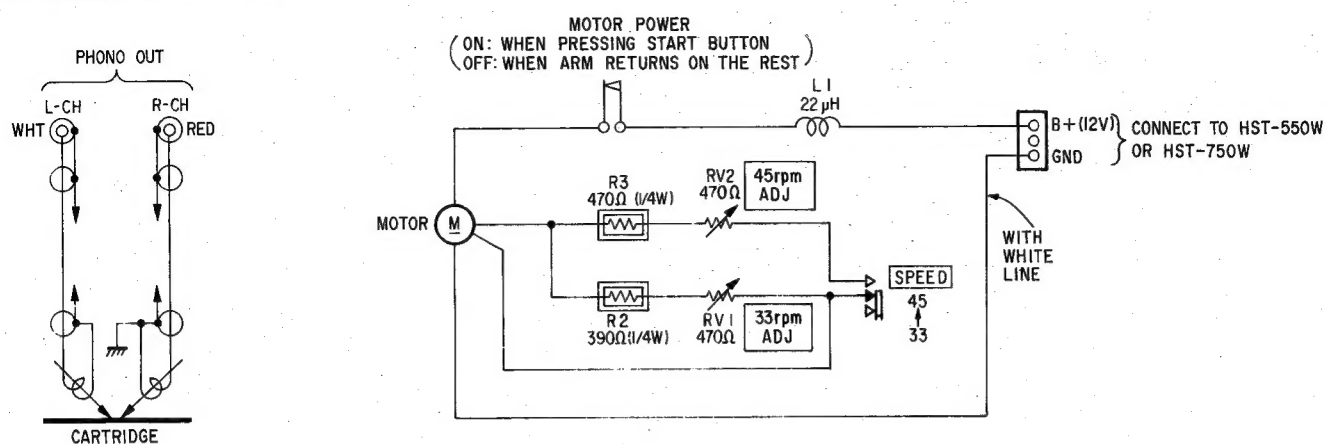 PHONO OUT
L-CH
R-CH
WHT
RED
CARTRIDGE
MOTOR POWER
(ON: WHEN PRESSING START BUTTON
OFF: WHEN ARM RETURNS ON THE REST)
L1
22μH
B+(12V)
GND
CONNECT TO HST-550W
OR HST-750W
R3
470Ω (1/4W)
RV2
470Ω
45rpm
ADJ
MOTOR
M
WITH
WHITE
LINE
SPEED
45
33
R2
390Ω(1/4W)
RV1
470Ω
33rpm
ADJ